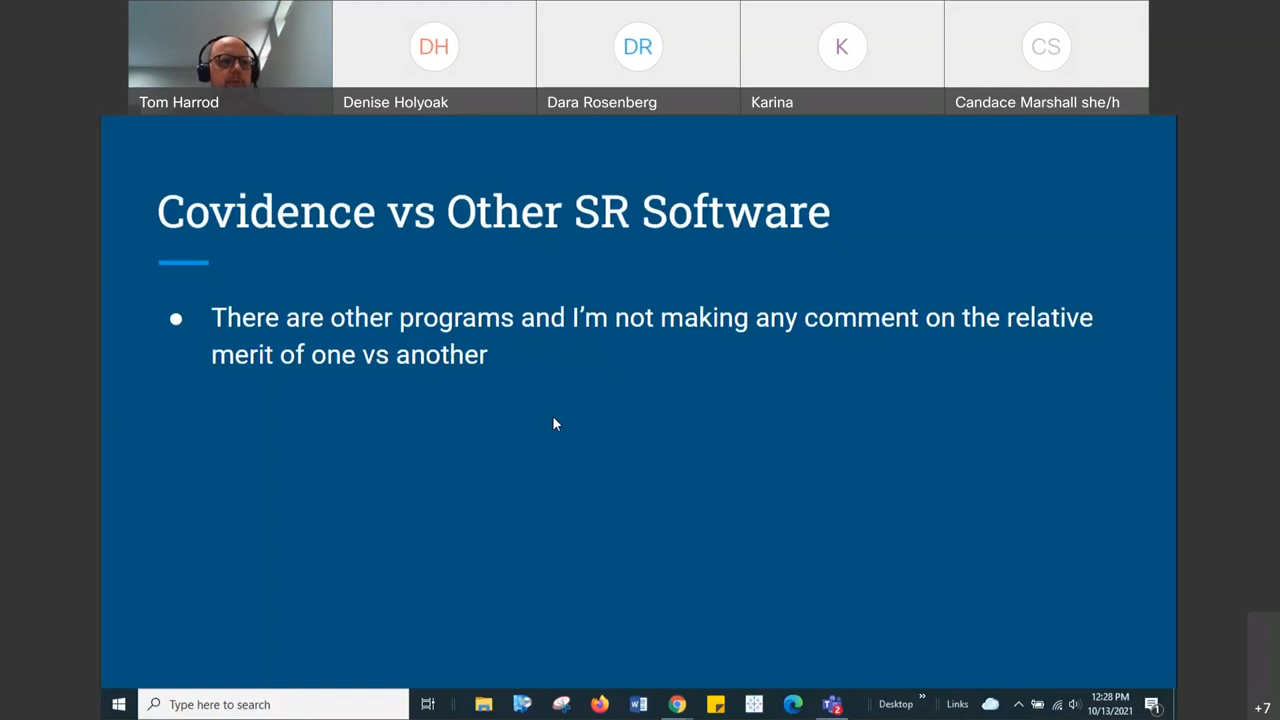 DH
DR
K
CS
Tom Harrod
Denise Holyoak
Dara Rosenberg
Karina
Candace Marshall she/h
Covidence vs Other SR Software
● There are other programs and I’m not making any comment on the relative
merit of one vs another
Type here to search
Desktop
»
Links
12:28 PM
10/13/2021
2
1
+7